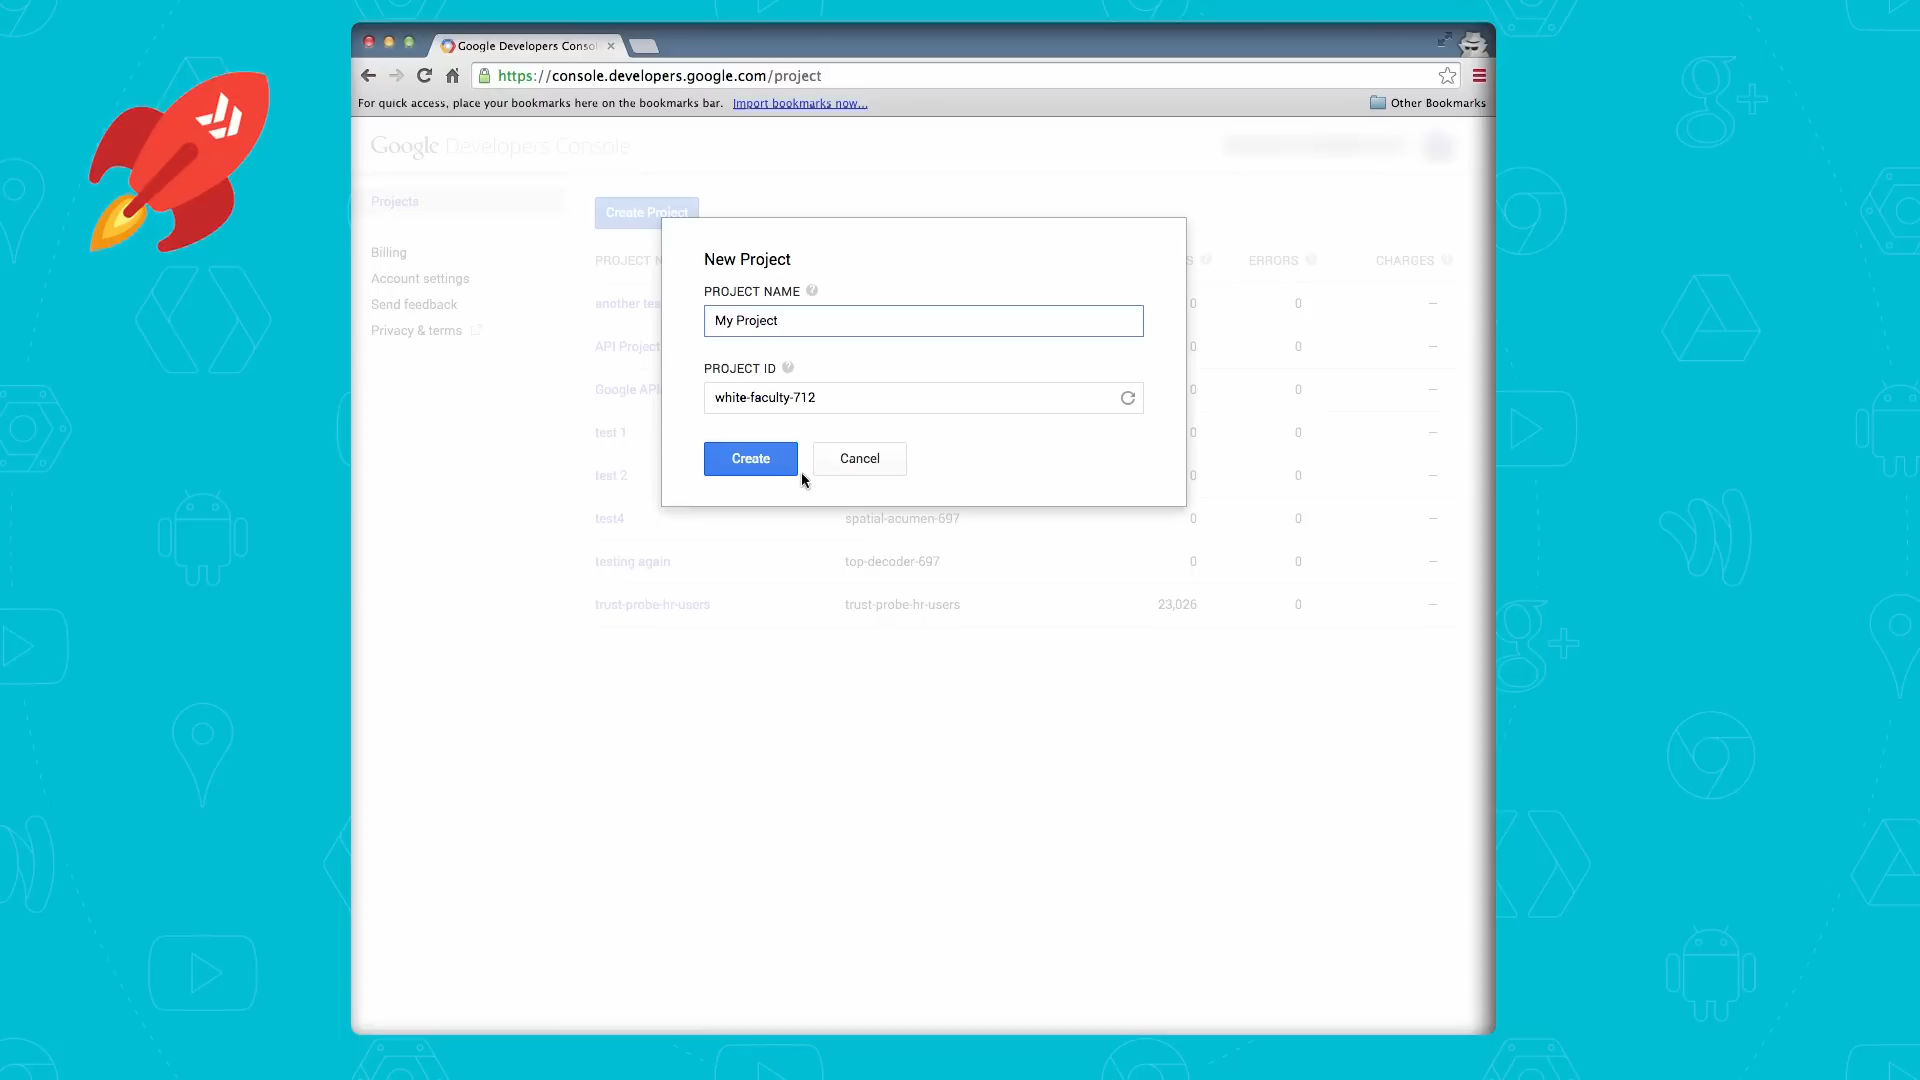 Google Developers Consol
https://console.developers.google.com/project
For quick access, place your bookmarks here on the bookmarks bar. Import bookmarks now...
Other Bookmarks
Google Developers Console
Projects
Billing
Account settings
Send feedback
Privacy & terms
Create Project
PROJECT N
S
ERRORS
CHARGES
another tes
0
0
–
API Project
0
0
–
Google API
0
0
–
test 1
0
0
–
test 2
0
0
–
test4
spatial-acumen-697
0
0
–
testing again
top-decoder-697
0
0
–
trust-probe-hr-users
trust-probe-hr-users
23,026
0
–
New Project
PROJECT NAME
My Project
PROJECT ID
white-faculty-712
Create
Cancel